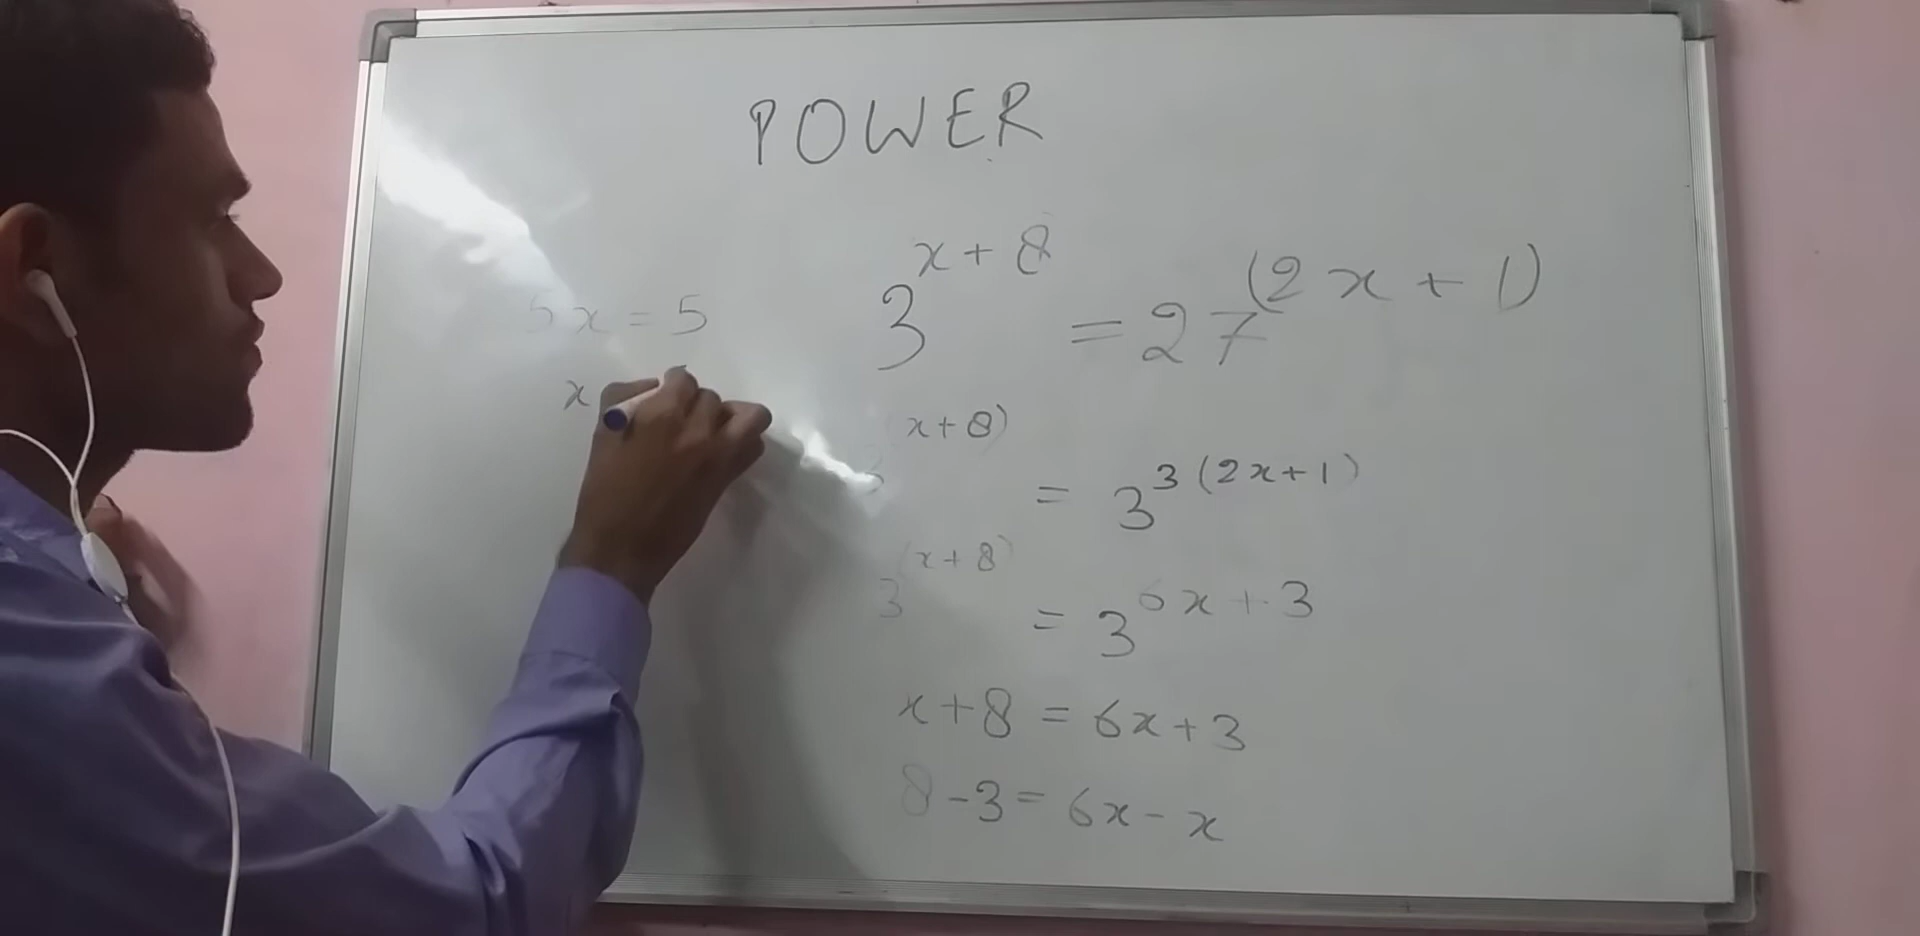 POWER
3^{x+8} = 27^{(2x+1)}
3^{(x+8)} = 3^{3(2x+1)}
3^{(x+8)} = 3^{6x+3}
x+8 = 6x+3
8-3 = 6x-x
5x = 5
x